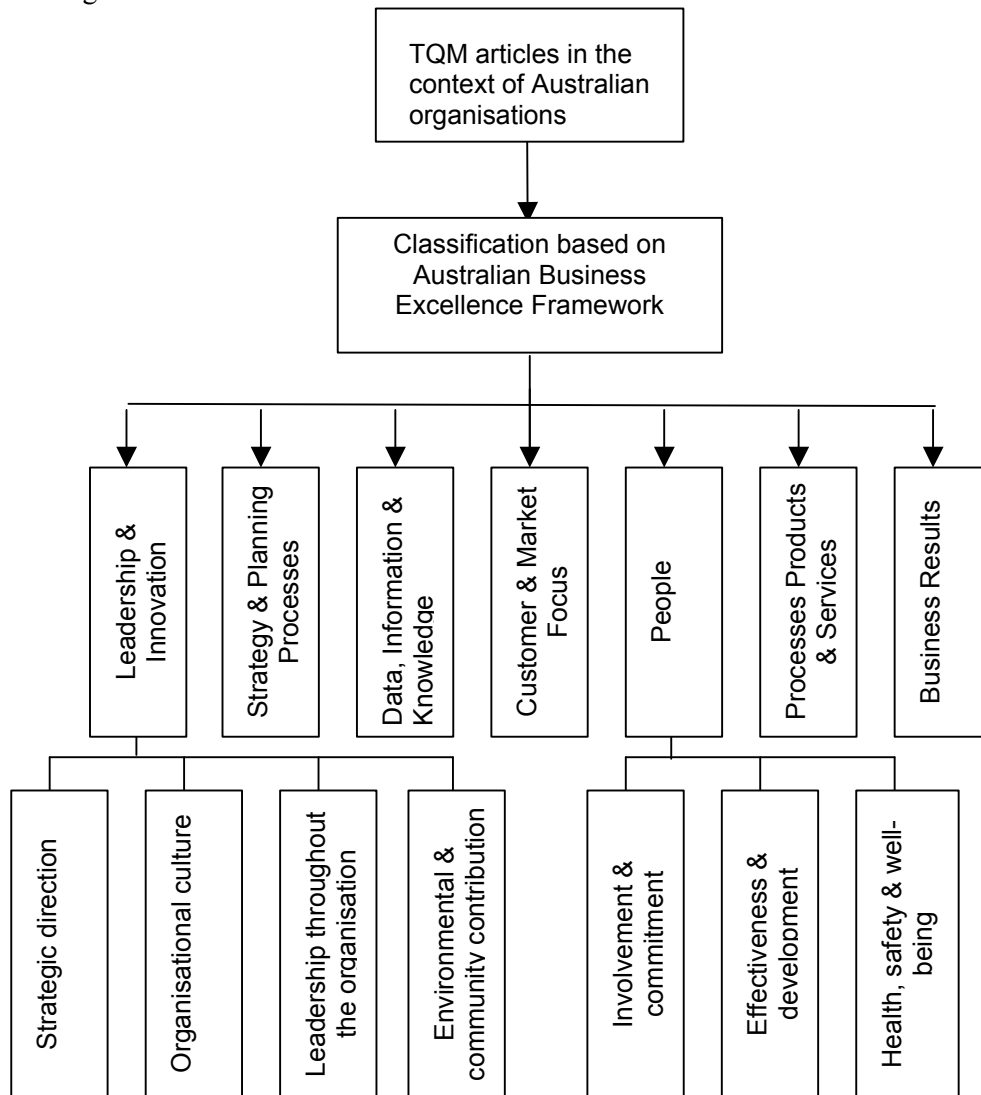 TQM articles in the
context of Australian
organisations
Classification based on
Australian Business
Excellence Framework
Leadership &
Innovation
Strategy & Planning
Processes
Data, Information &
Knowledge
Customer & Market
Focus
People
Processes Products
& Services
Business Results
Strategic direction
Organisational culture
Leadership throughout
the organisation
Environmental &
community contribution
Involvement &
commitment
Effectiveness &
development
Health, safety & well-
being